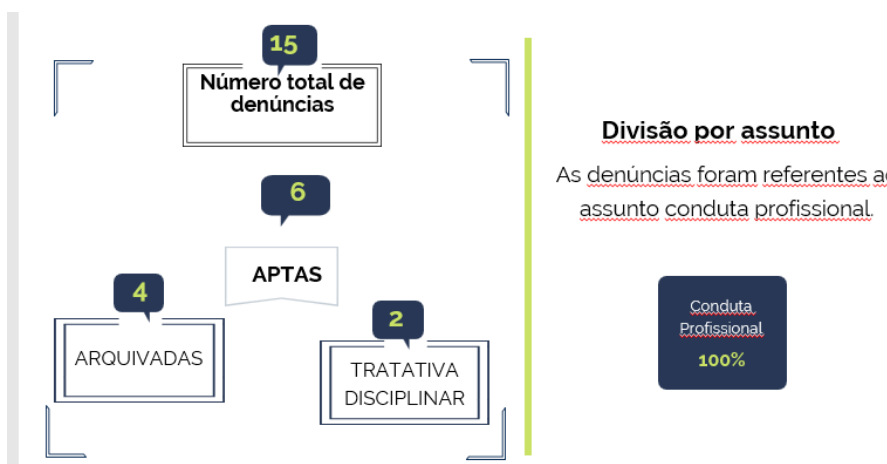 15
Número total de
denúncias
6
APTAS
4
ARQUIVADAS
2
TRATATIVA
DISCIPLINAR
Divisão por assunto
As denúncias foram referentes
assunto conduta profissional.
Conduta
Profissional
100%